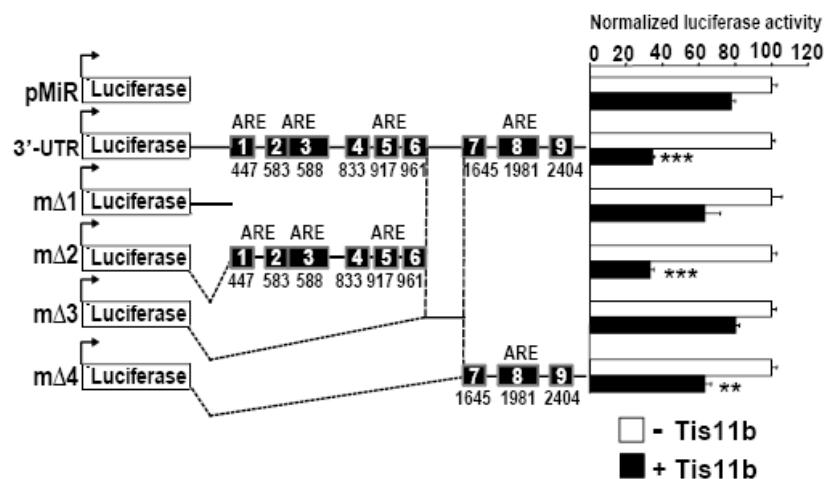 Normalized luciferase activity
0 20 40 60 80 100 120
pMiR Luciferase
ARE ARE ARE ARE
3'-UTR Luciferase 1 2 3 4 5 6 7 8 9 ***
447 583 588 833 917 961 1645 1981 2404
mΔ1 Luciferase
ARE ARE ARE
mΔ2 Luciferase 1 2 3 4 5 6 ***
447 583 588 833 917 961
mΔ3 Luciferase
ARE
mΔ4 Luciferase 7 8 9 **
1645 1981 2404
- Tis11b
+ Tis11b